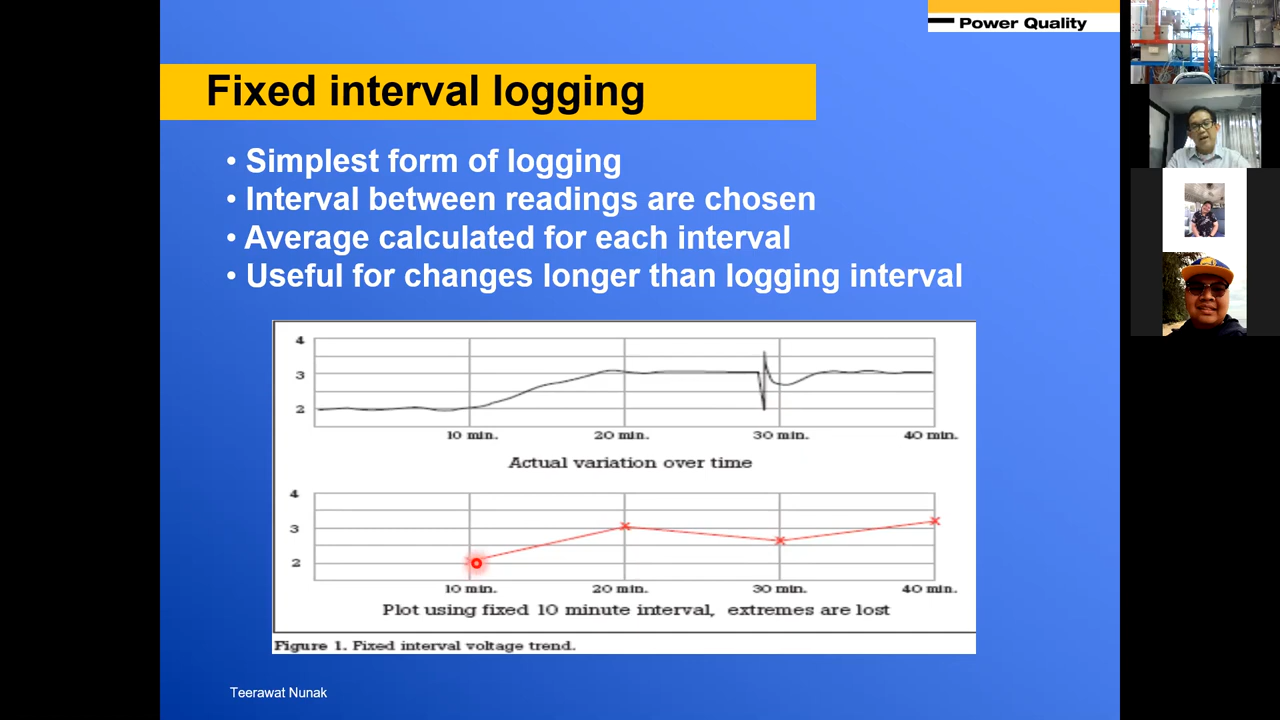 Power Quality
Fixed interval logging
• Simplest form of logging
• Interval between readings are chosen
• Average calculated for each interval
• Useful for changes longer than logging interval
4
3
2
10 min. 20 min. 30 min. 40 min.
Actual variation over time
4
3
2
10 min. 20 min. 30 min. 40 min.
Plot using fixed 10 minute interval, extremes are lost
Figure 1. Fixed interval voltage trend.
Teerawat Nunak